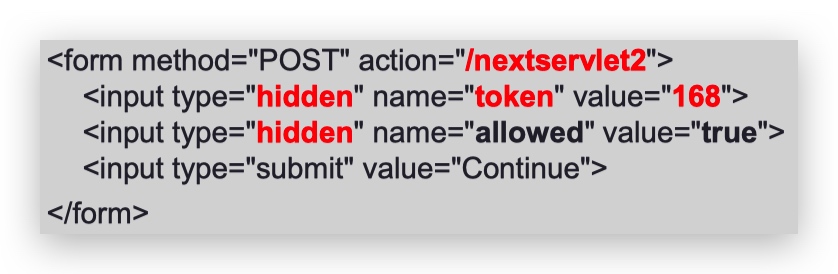 <form method="POST" action="/nextservlet2">
<input type="hidden" name="token" value="168">
<input type="hidden" name="allowed" value="true">
<input type="submit" value="Continue">
</form>